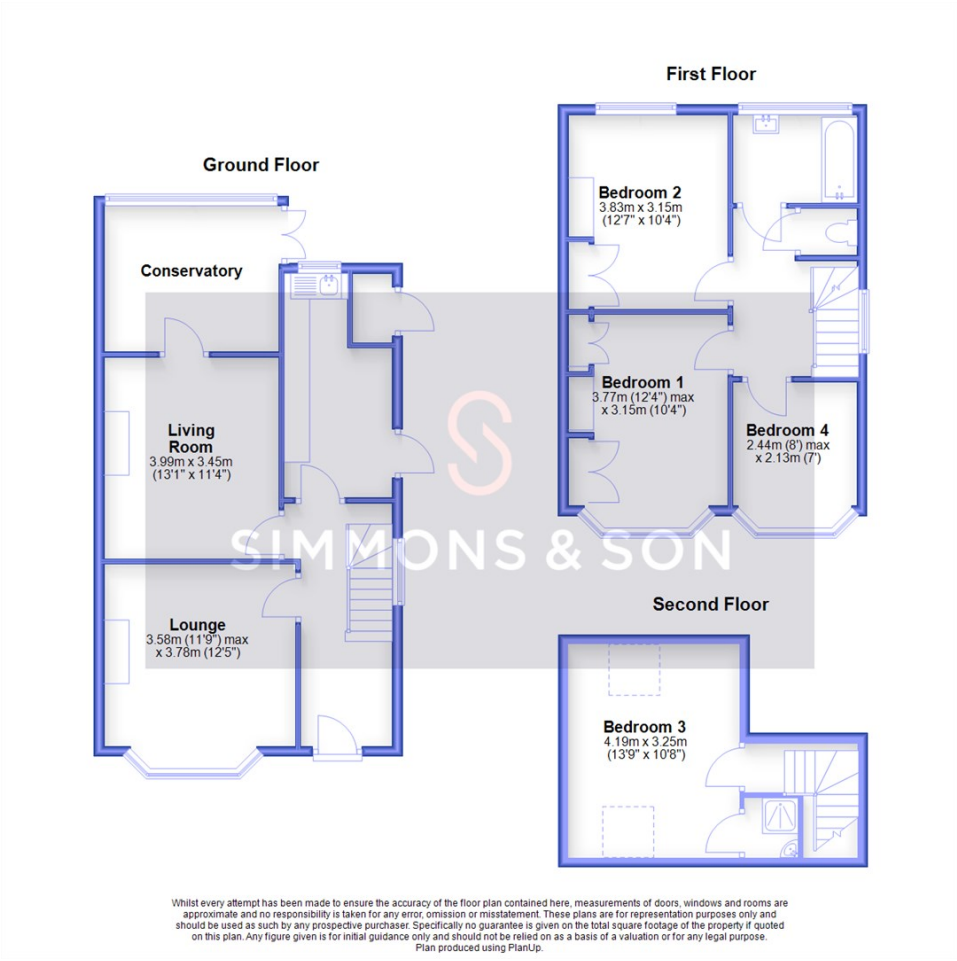 First Floor
Ground Floor
Bedroom 2
3.83m x 3.15m
(12'7" x 10'4")
Conservatory
Living
Room
3.99m x 3.45m
(13'1" x 11'4")
Bedroom 1
3.77m (12'4") max
x 3.15m (10'4")
Bedroom 4
2.44m (8') max
x 2.13m (7')
SIMMONS & SON
Lounge
3.58m (11'9") max
x 3.78m (12'5")
Second Floor
Bedroom 3
4.19m x 3.25m
(13'9" x 10'8")
Whilst every attempt has been made to ensure the accuracy of the floor plan contained here, measurements of doors, windows and rooms are
approximate and no responsibility is taken for any error, omission or misstatement. These plans are for representation purposes only and
should be used as such by any prospective purchaser. Specifically no guarantee is given on the total square footage of the property if quoted
on this plan. Any figure given is for initial guidance only and should not be relied on as a basis of a valuation or for any legal purpose.
Plan produced using PlanUp.